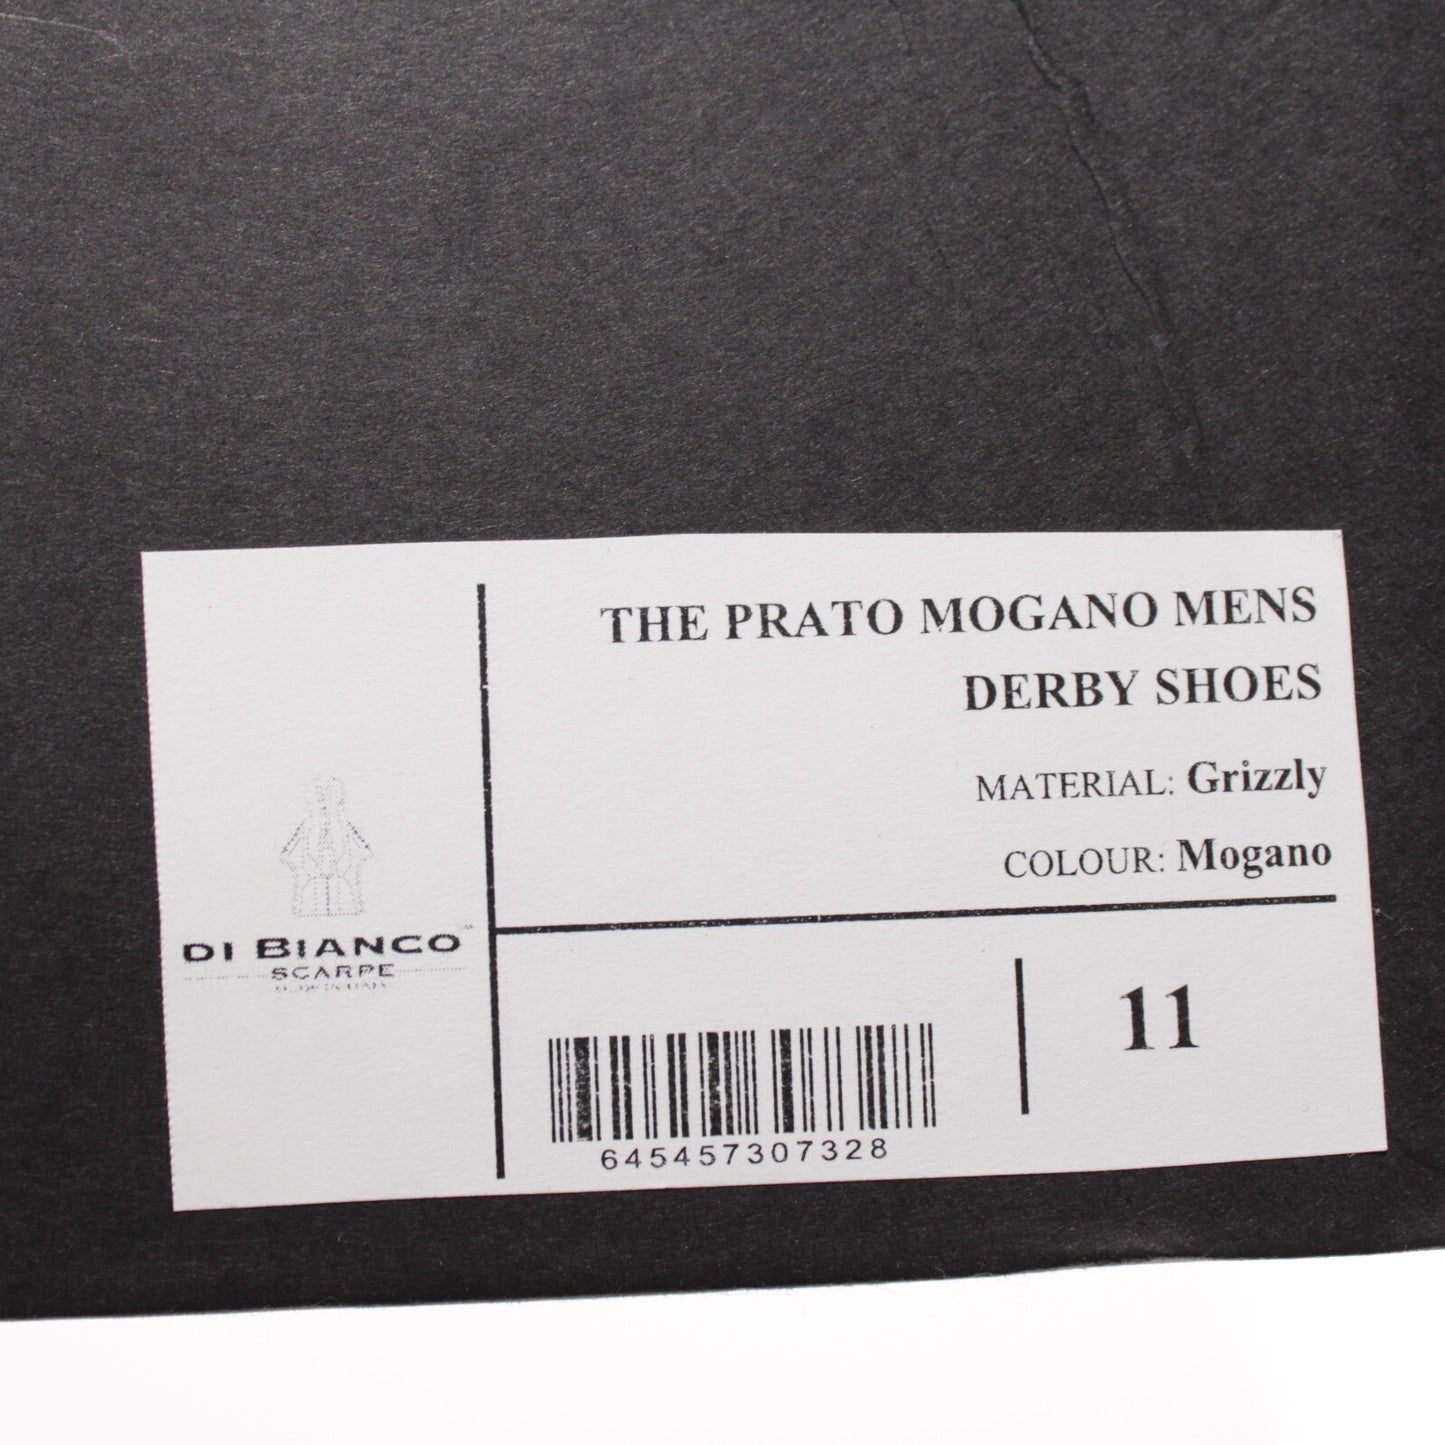 THE PRATO MOGANO MENS
DERBY SHOES
MATERIAL: Grizzly
COLOUR: Mogano
DI BIANCO
SCARPE
645457307328
11